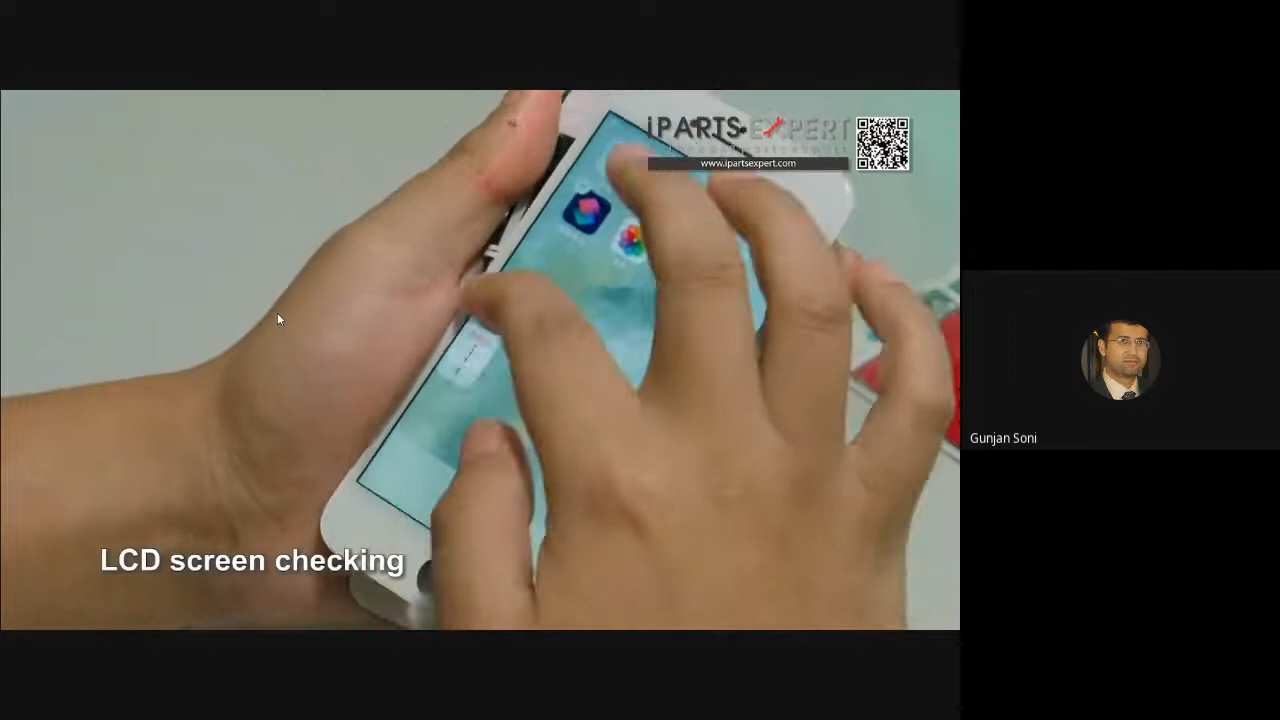 iPARTS EXPERT
www.ipartsexpert.com
LCD screen checking
Gunjan Soni